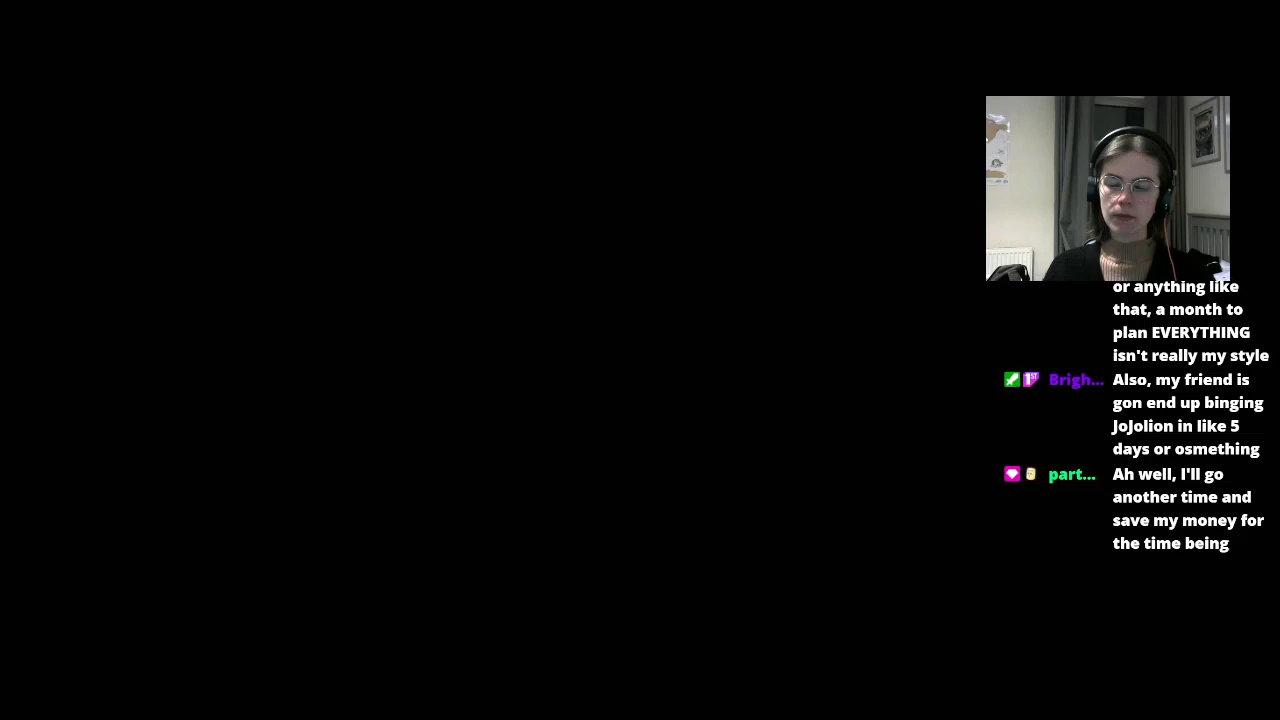 or anything like
that, a month to
plan EVERYTHING
isn't really my style
Brigh... Also, my friend is
gon end up binging
JoJolion in like 5
days or osmething
part... Ah well, I'll go
another time and
save my money for
the time being